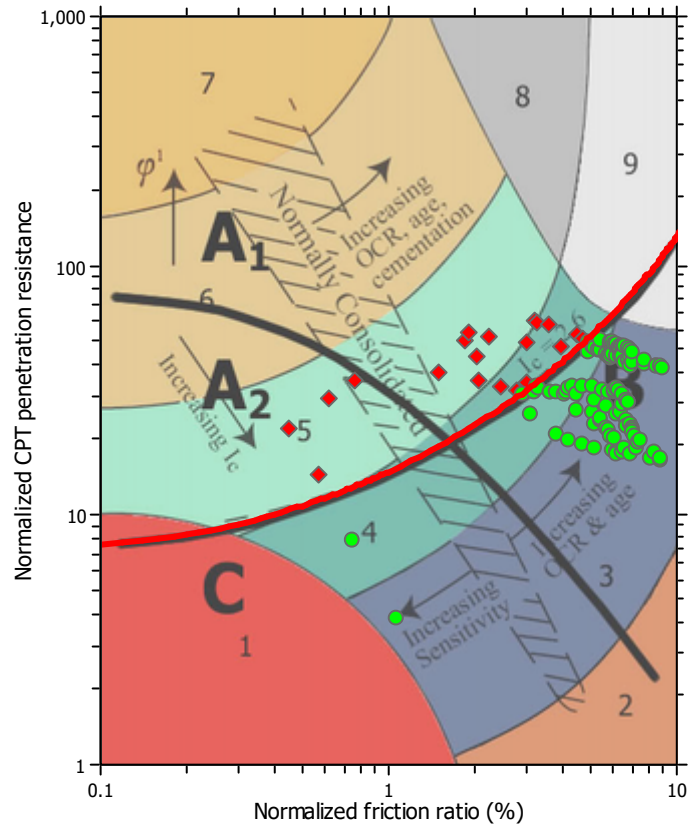 1,000
100
10
1
Normalized CPT penetration resistance
0.1
1
10
Normalized friction ratio (%)
7
8
9
φ¹
A₁
Increasing
OCR, age,
cementation
Normally Consolidated
6
A₂
5
Increasing Ic
Ic = 2.6
B
4
C
1
Increasing
OCR & age
3
Increasing
Sensitivity
2